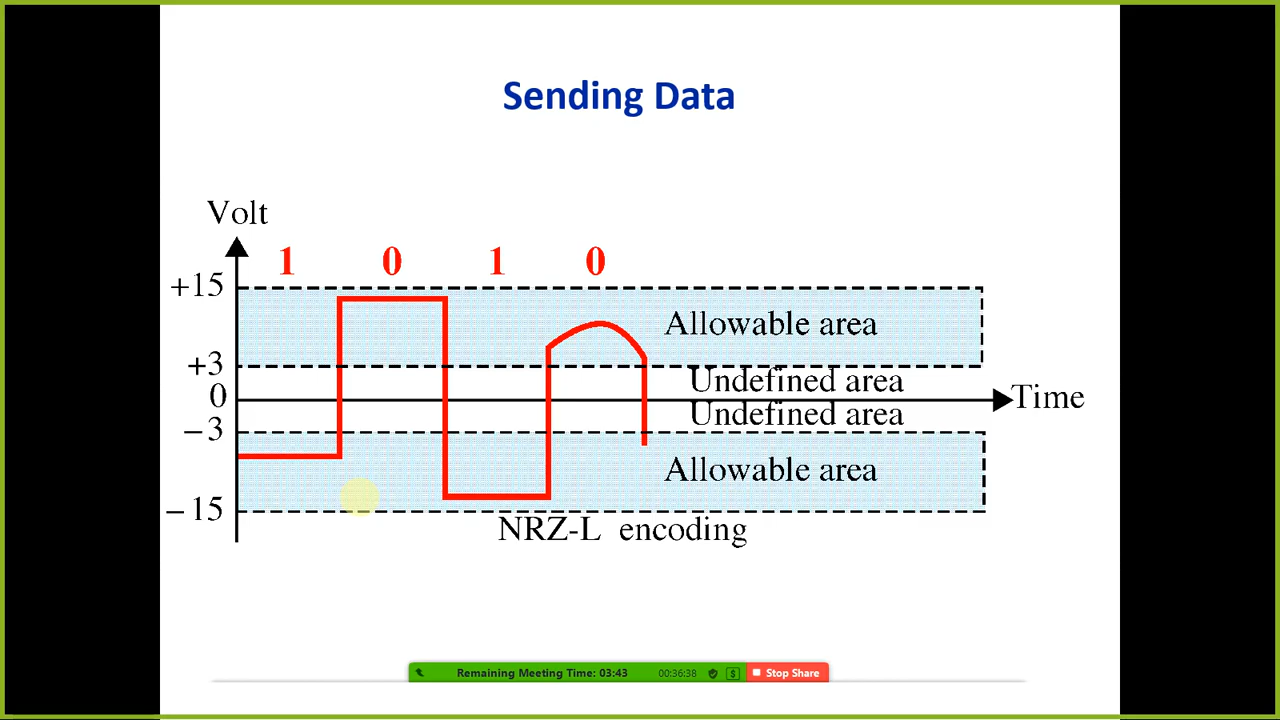 Sending Data
Volt
1 0 1 0
+15
Allowable area
+3
Undefined area
0
Time
Undefined area
−3
Allowable area
−15
NRZ-L encoding
Remaining Meeting Time: 03:43 00:36:38 $ Stop Share